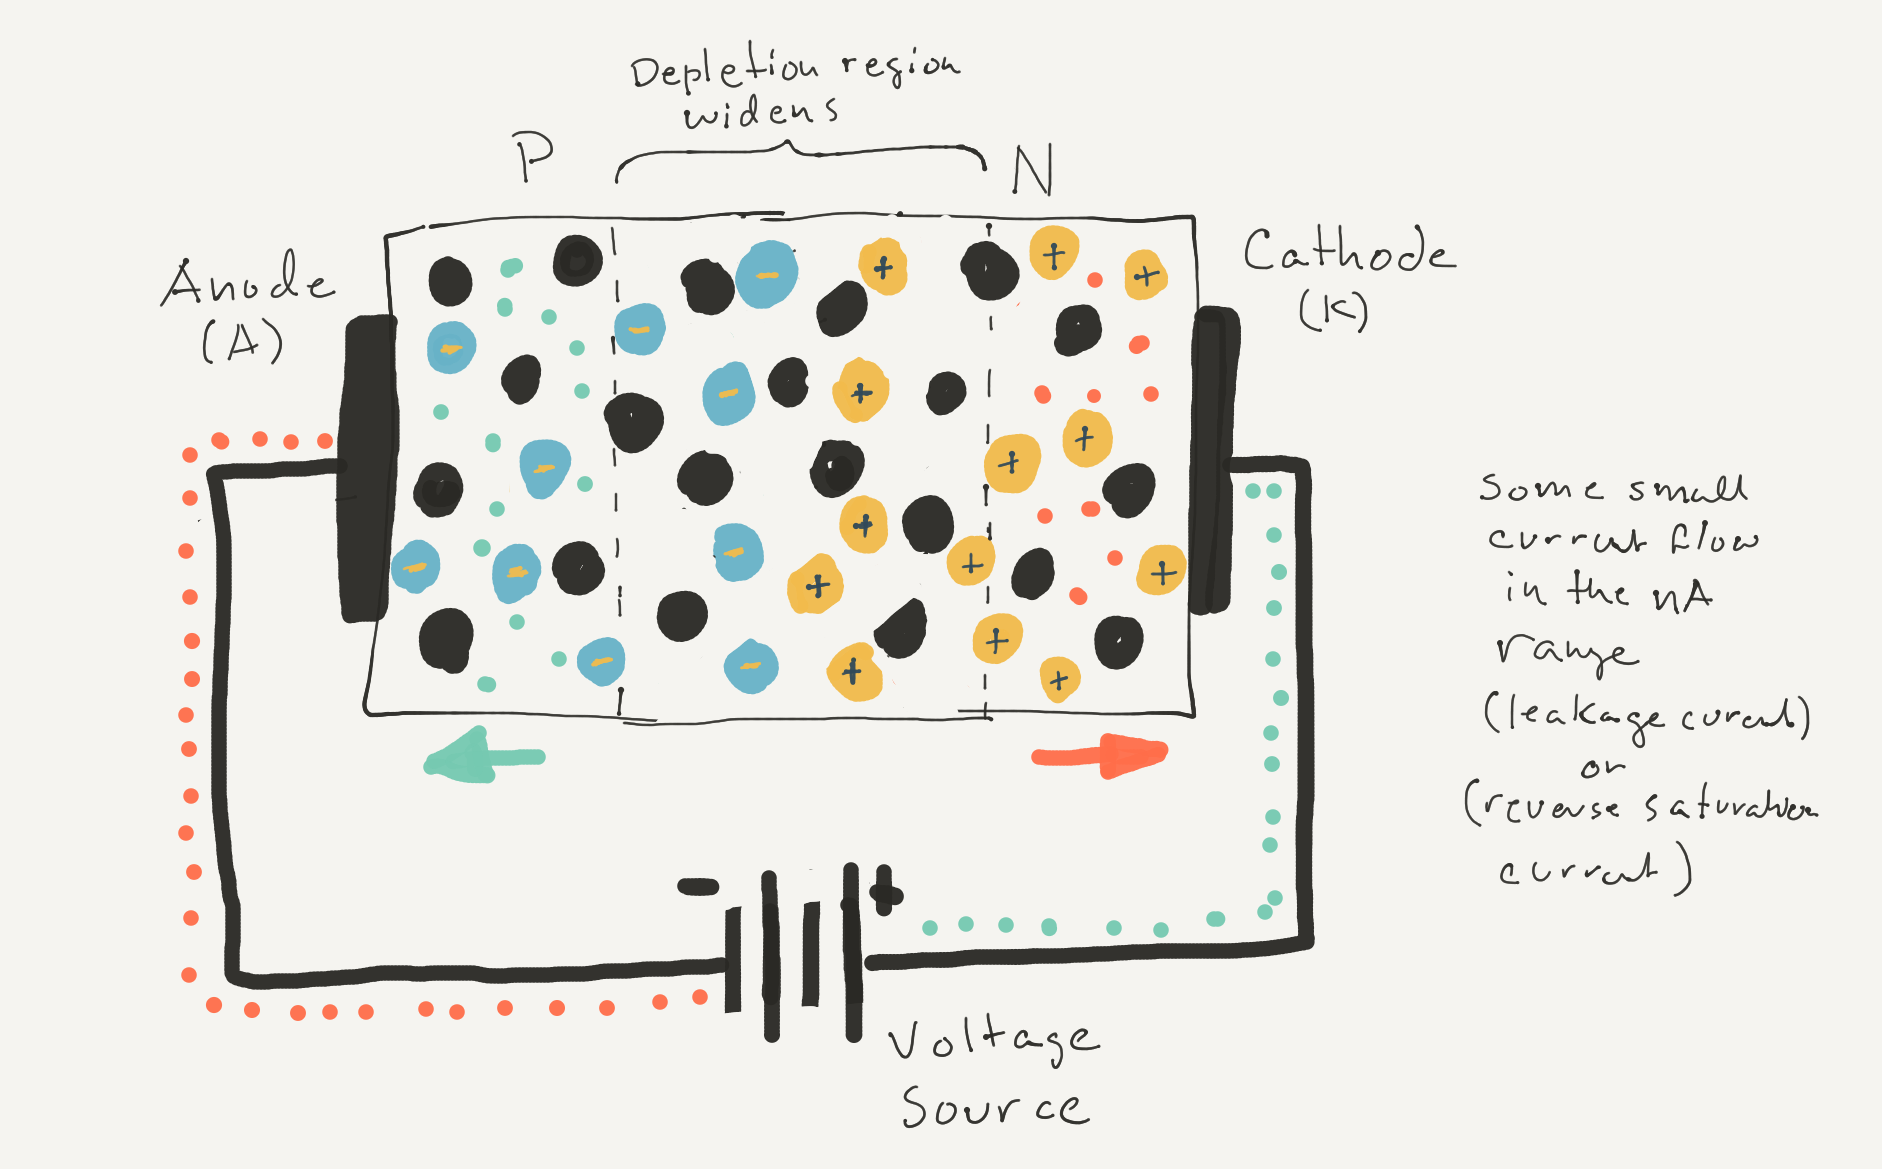 Depletion region
widens
P
N
Anode
(A)
Cathode
(K)
Some small
current flow
in the nA
range
(leakage curent)
or
(reverse saturation
current)
-
+
Voltage
Source